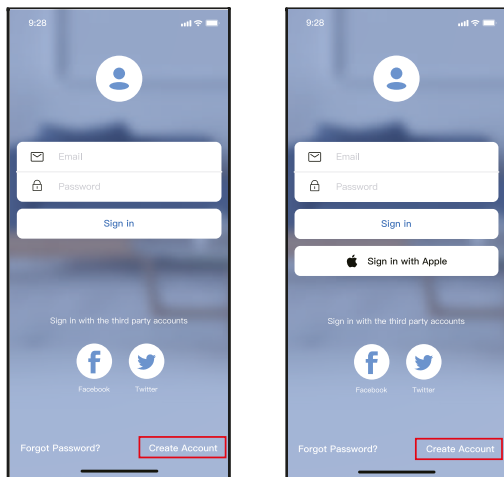 9:28
Email
Password
Sign in
Sign in with the third party accounts
Facebook
Twitter
Forgot Password?
Create Account
9:28
Email
Password
Sign in
Sign in with Apple
Sign in with the third party accounts
Facebook
Twitter
Forgot Password?
Create Account